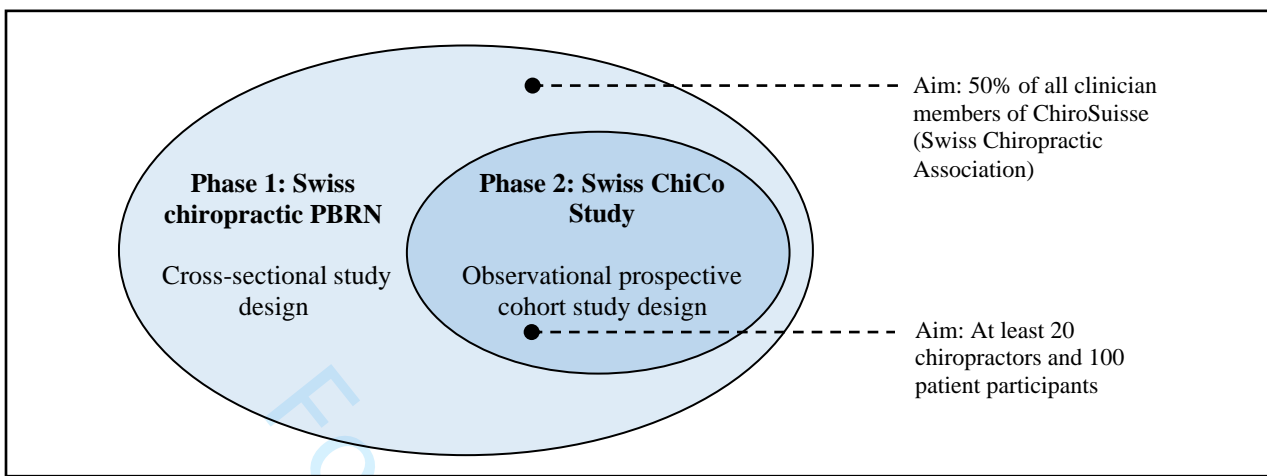 Aim: 50% of all clinician
members of ChiroSuisse
(Swiss Chiropractic
Association)
Phase 1: Swiss
chiropractic PBRN
Cross-sectional study
design
Phase 2: Swiss ChiCo
Study
Observational prospective
cohort study design
Aim: At least 20
chiropractors and 100
patient participants